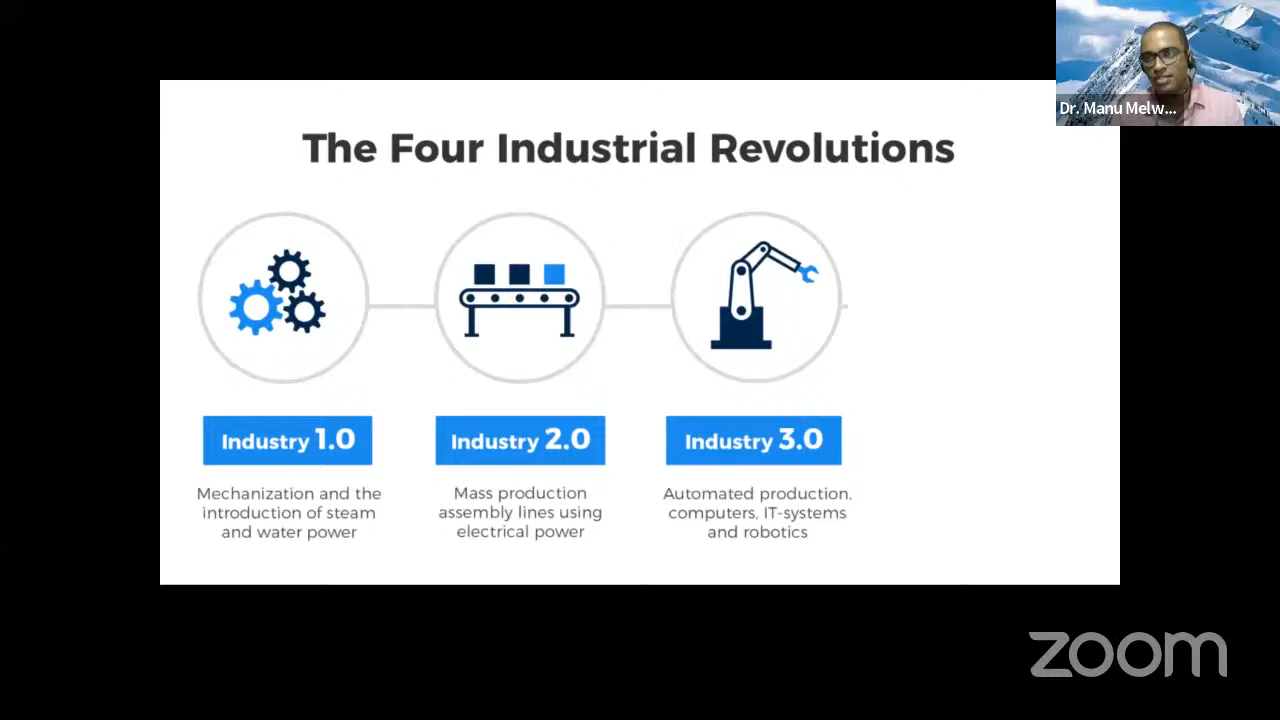 Dr. Manu Melw...
The Four Industrial Revolutions
Industry 1.0
Industry 2.0
Industry 3.0
Mechanization and the
introduction of steam
and water power
Mass production
assembly lines using
electrical power
Automated production,
computers, IT-systems
and robotics
zoom